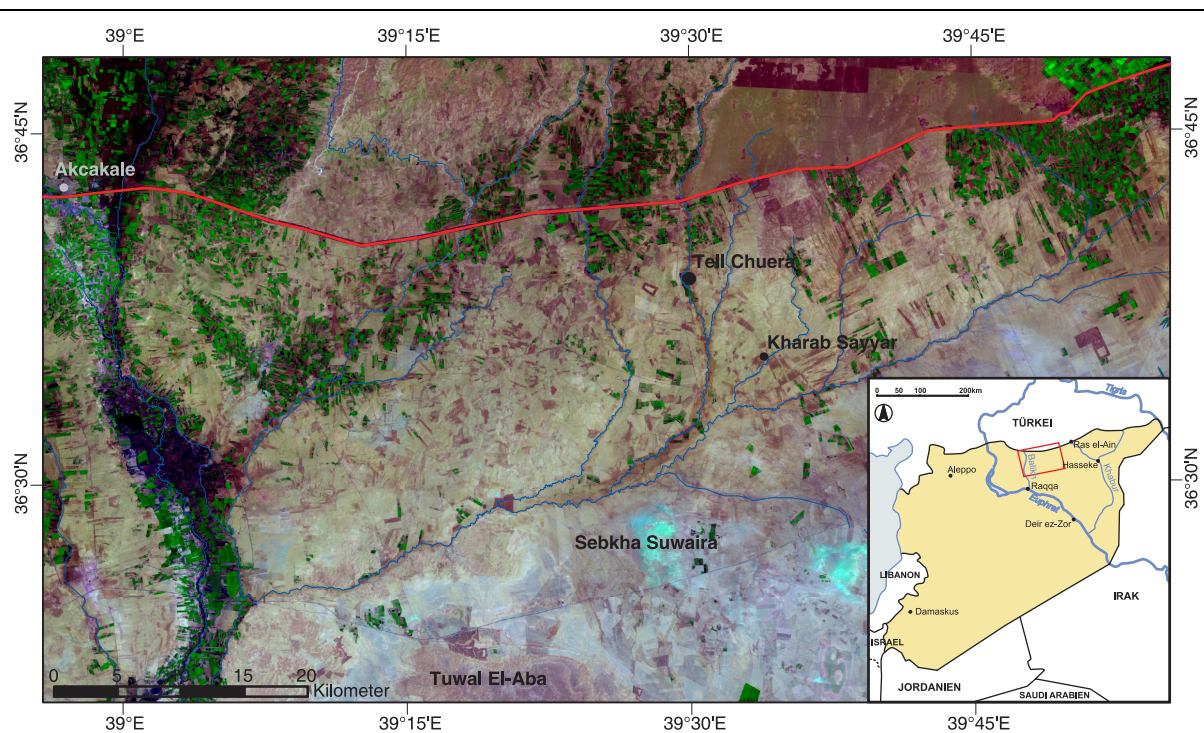 39°E 39°15'E 39°30'E 39°45'E
36°45'N
36°45'N
Akcakale
Tell Chuera
Kharab Sayyar
36°30'N
36°30'N
Sebkha Suwaira
Tuwal El-Aba
0 5 10 15 20
Kilometer
39°E 39°15'E 39°30'E 39°45'E
0 50 100 200km
Tigris
TÜRKEI
Ras el-Ain
Aleppo
Balikh
Hasseke
Khabur
Raqqa
Euphrat
Deir ez-Zor
LIBANON
IRAK
Damaskus
ISRAEL
JORDANIEN
SAUDI ARABIEN